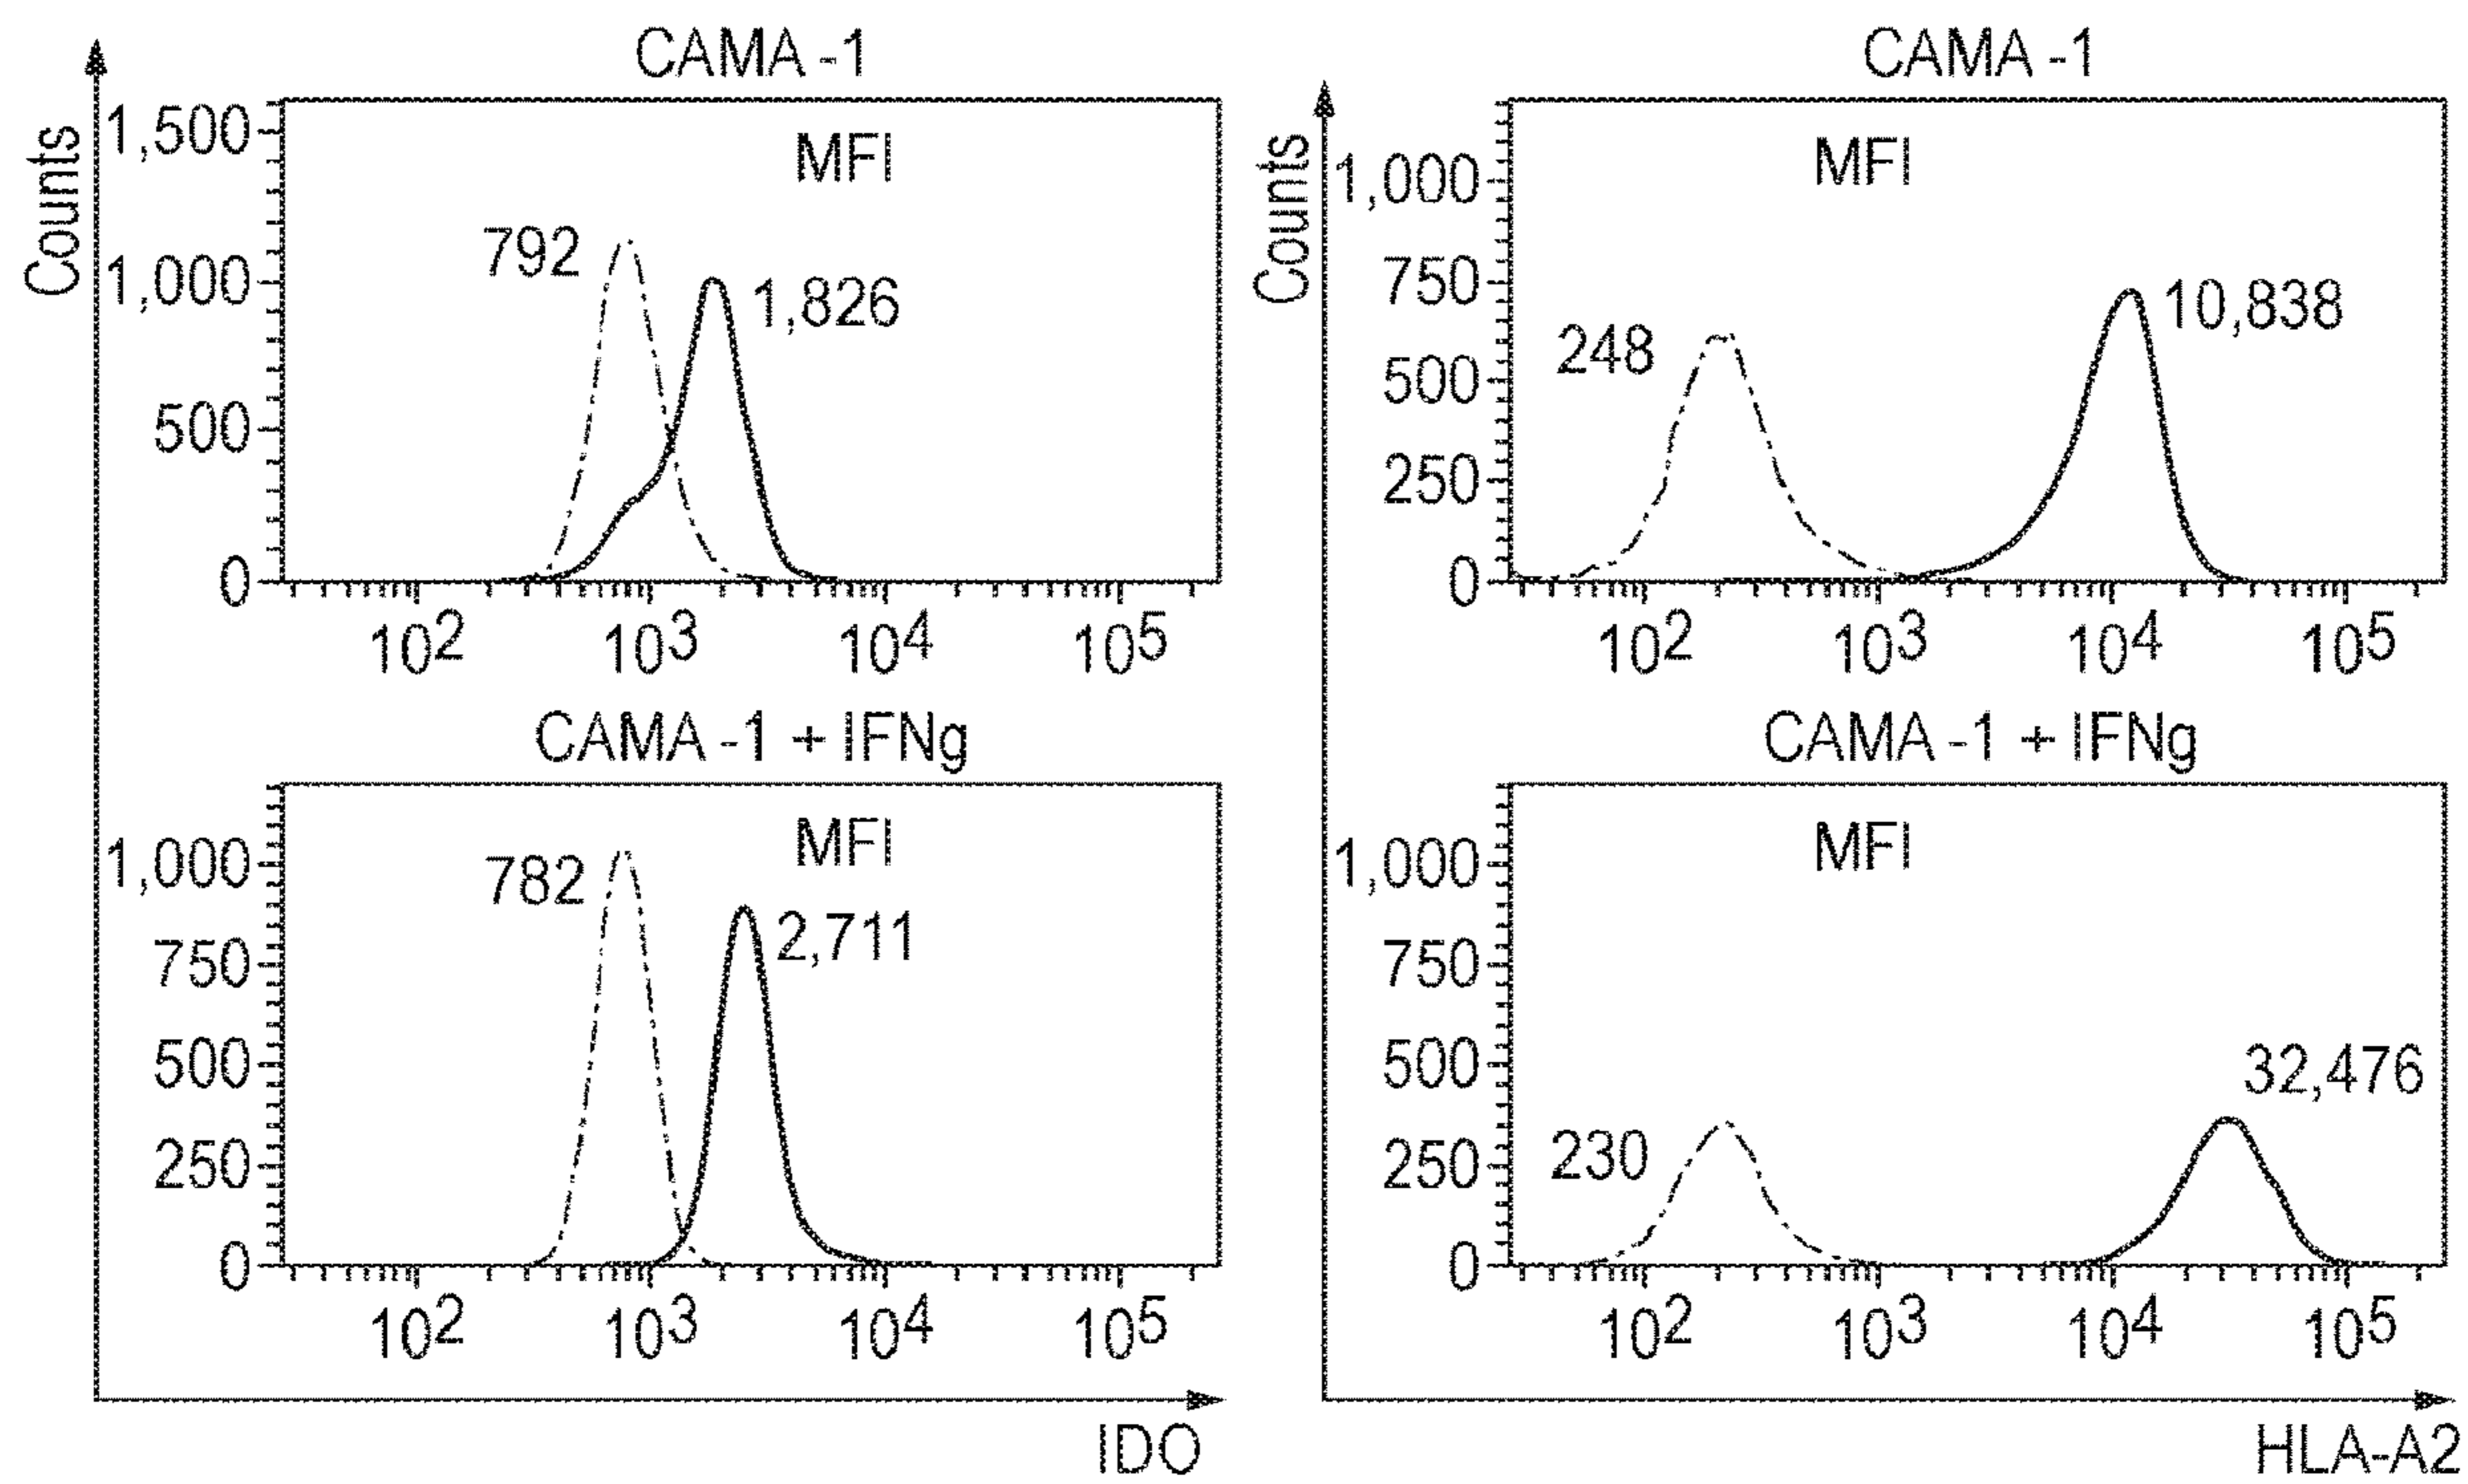 CAMA -1
Counts
1,500
1,000
500
0
MFI
792
1,826
10² 10³ 10⁴ 10⁵
CAMA -1 + IFNg
1,000
750
500
250
0
MFI
782
2,711
10² 10³ 10⁴ 10⁵
IDO
CAMA -1
Counts
1,000
750
500
250
0
MFI
248
10,838
10² 10³ 10⁴ 10⁵
CAMA -1 + IFNg
1,000
750
500
250
0
MFI
230
32,476
10² 10³ 10⁴ 10⁵
HLA-A2